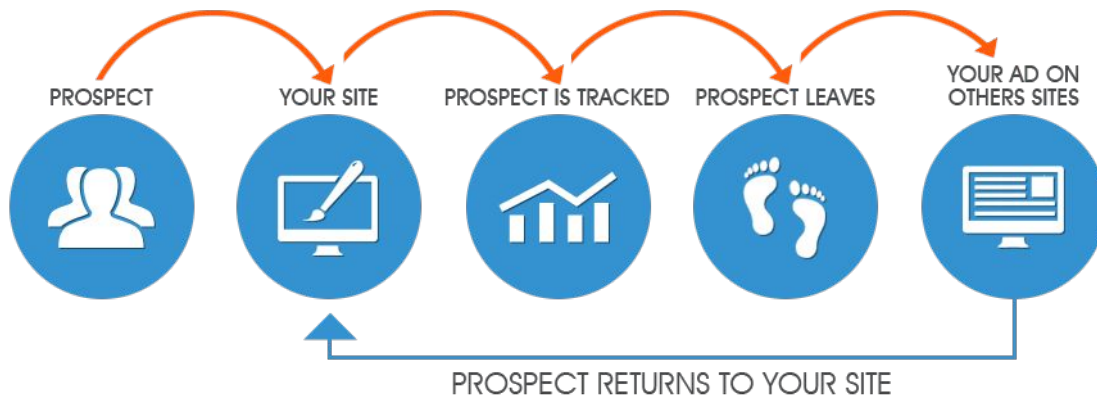 PROSPECT
YOUR SITE
PROSPECT IS TRACKED
PROSPECT LEAVES
YOUR AD ON
OTHERS SITES
PROSPECT RETURNS TO YOUR SITE